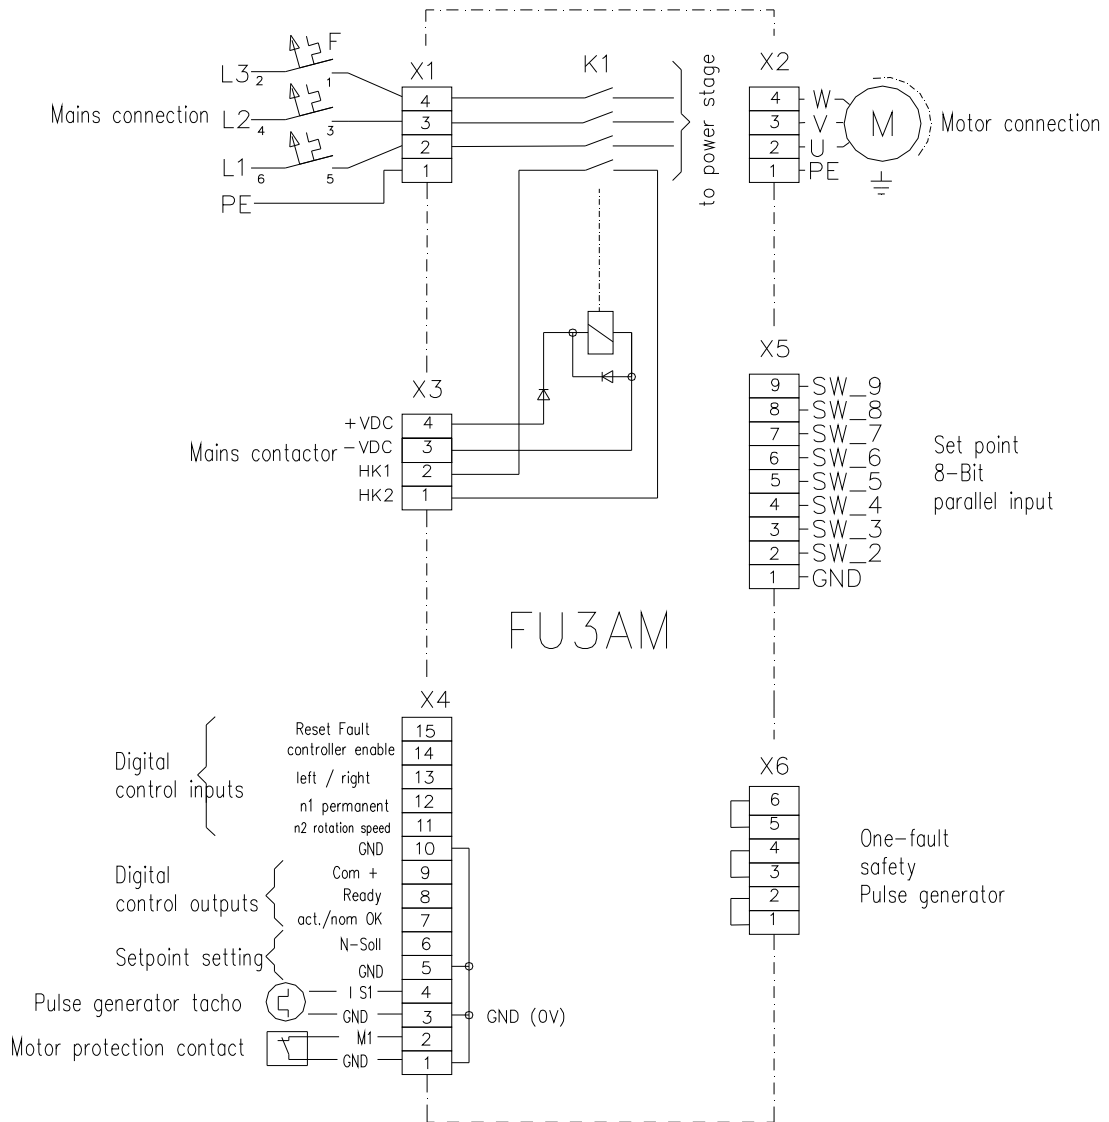 F
L3
2
1
Mains connection
L2
4
3
L1
6
5
PE
X1
4
3
2
1
K1
to power stage
X2
4 W
3 V
2 U
1 PE
M
Motor connection
X3
Mains contactor
+VDC 4
-VDC 3
HK1 2
HK2 1
X5
9 SW_9
8 SW_8
7 SW_7
6 SW_6
5 SW_5
4 SW_4
3 SW_3
2 SW_2
1 GND
Set point
8-Bit
parallel input
FU3AM
X4
Digital
control inputs
Reset Fault 15
controller enable 14
left / right 13
n1 permanent 12
n2 rotation speed 11
GND 10
Digital
control outputs
Com + 9
Ready 8
act./nom OK 7
Setpoint setting
N-Soll 6
GND 5
Pulse generator tacho
I S1 4
GND 3
GND (0V)
Motor protection contact
M1 2
GND 1
X6
6
5
4
3
2
1
One-fault
safety
Pulse generator